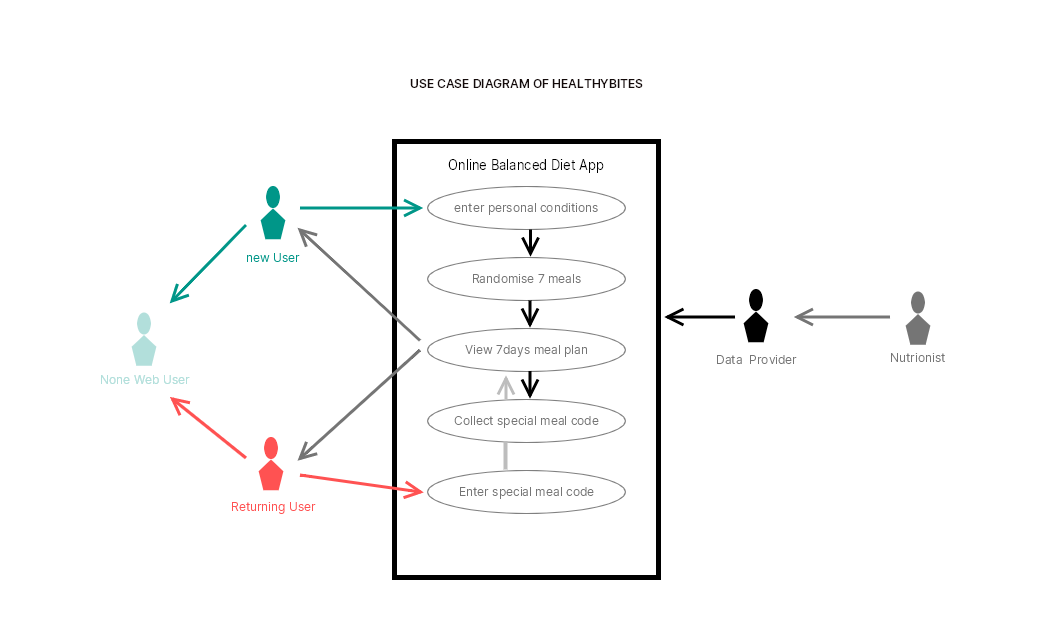 USE CASE DIAGRAM OF HEALTHYBITES
Online Balanced Diet App
enter personal conditions
new User
Randomise 7 meals
View 7days meal plan
Data Provider
Nutrionist
None Web User
Collect special meal code
Enter special meal code
Returning User